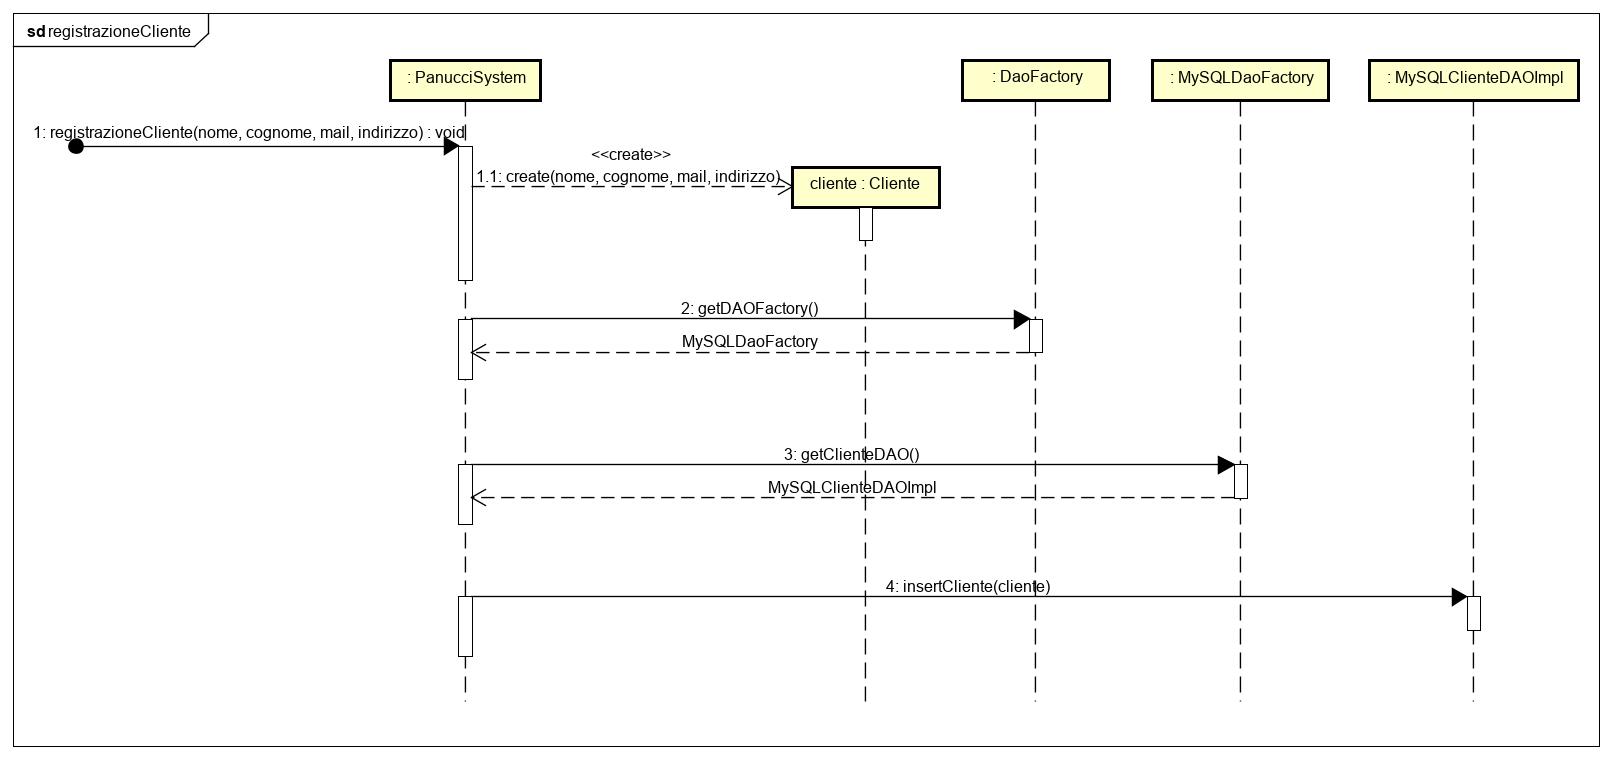 sd registrazioneCliente
: PanucciSystem
: DaoFactory
: MySQLDaoFactory
: MySQLClienteDAOImpl
1: registrazioneCliente(nome, cognome, mail, indirizzo) : void
<<create>>
1.1: create(nome, cognome, mail, indirizzo)
cliente : Cliente
2: getDAOFactory()
MySQLDaoFactory
3: getClienteDAO()
MySQLClienteDAOImpl
4: insertCliente(cliente)